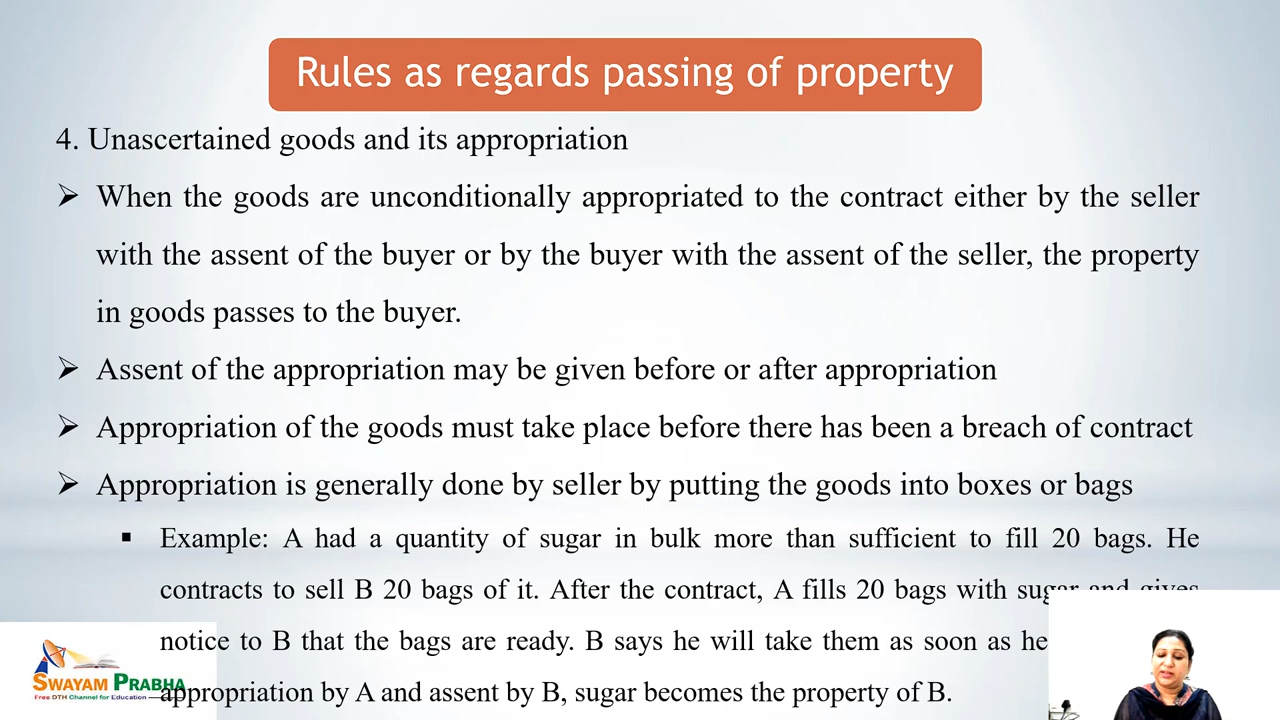 Rules as regards passing of property
4. Unascertained goods and its appropriation
➢ When the goods are unconditionally appropriated to the contract either by the seller
with the assent of the buyer or by the buyer with the assent of the seller, the property
in goods passes to the buyer.
➢ Assent of the appropriation may be given before or after appropriation
➢ Appropriation of the goods must take place before there has been a breach of contract
➢ Appropriation is generally done by seller by putting the goods into boxes or bags
▪ Example: A had a quantity of sugar in bulk more than sufficient to fill 20 bags. He
contracts to sell B 20 bags of it. After the contract, A fills 20 bags with sugar and gives
notice to B that the bags are ready. B says he will take them as soon as he
appropriation by A and assent by B, sugar becomes the property of B.
SWAYAM PRABHA
Free DTH Channel for Education